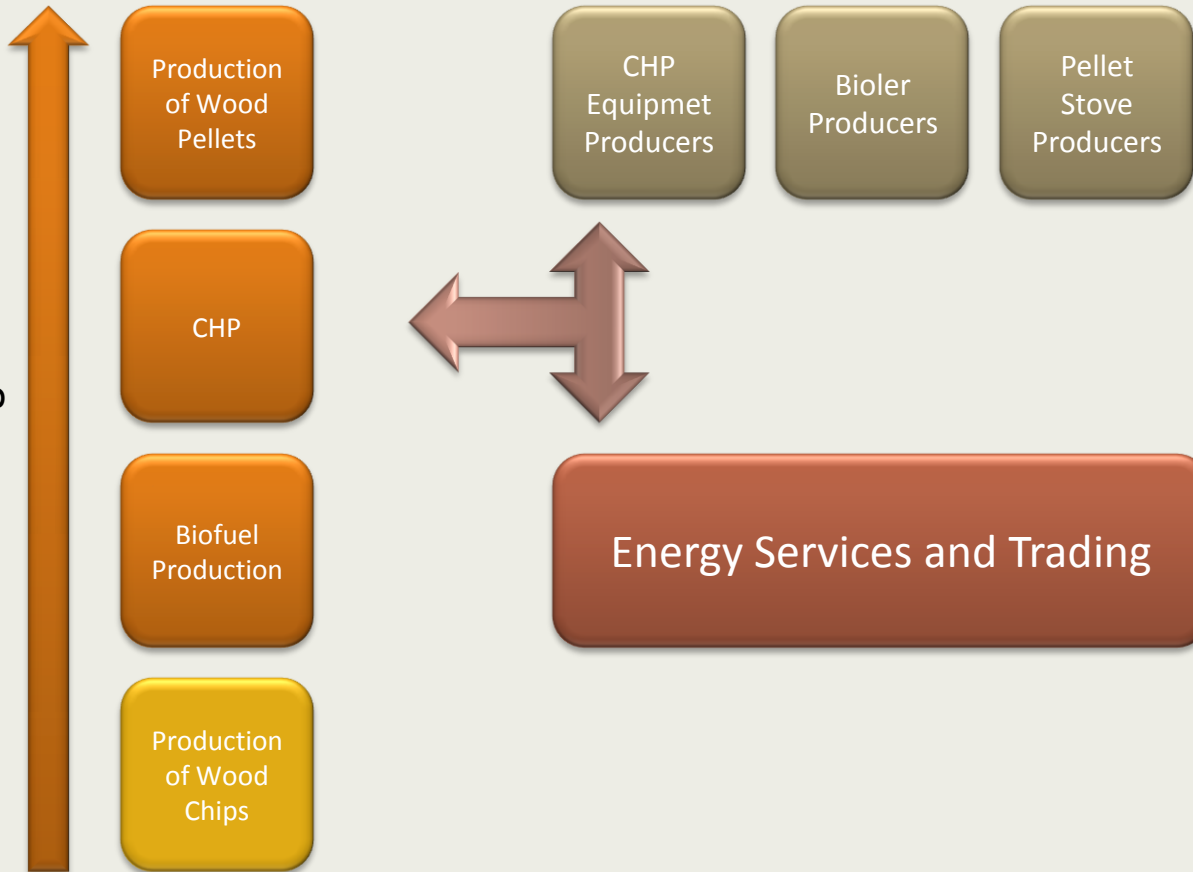 Production
of Wood
Pellets
CHP
Equipmet
Producers
Bioler
Producers
Pellet
Stove
Producers
CHP
Biofuel
Production
Energy Services and Trading
Production
of Wood
Chips